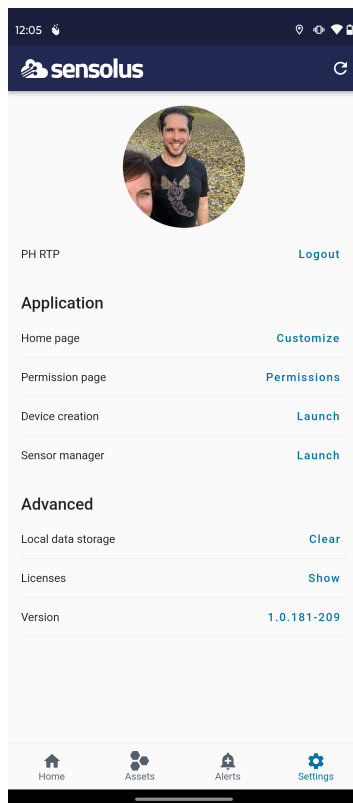 12:05
sensolus
PH RTP Logout
Application
Home page Customize
Permission page Permissions
Device creation Launch
Sensor manager Launch
Advanced
Local data storage Clear
Licenses Show
Version 1.0.181-209
Home Assets Alerts Settings